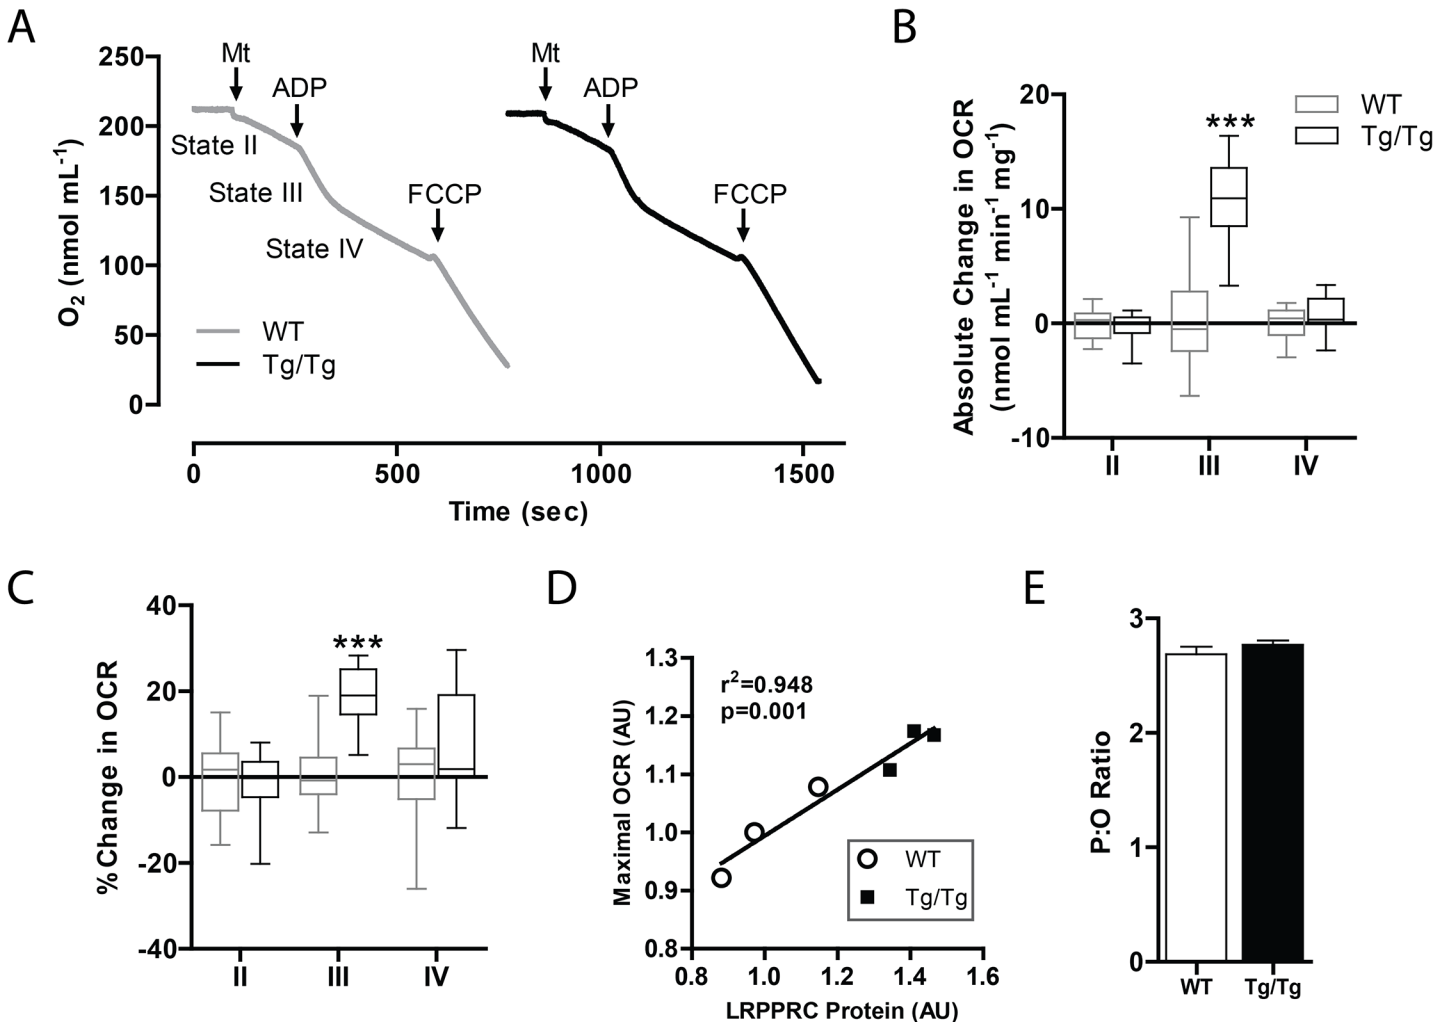 A
250
200
150
100
50
0
O2 (nmol mL-1)
Mt
ADP
State II
State III
State IV
FCCP
WT
Tg/Tg
Mt
ADP
FCCP
0
500
1000
1500
Time (sec)
B
20
10
0
-10
Absolute Change in OCR
(nmol mL-1 min-1 mg-1)
***
WT
Tg/Tg
II
III
IV
C
40
20
0
-20
-40
% Change in OCR
***
II
III
IV
D
1.3
1.2
1.1
1.0
0.9
0.8
Maximal OCR (AU)
r2=0.948
p=0.001
WT
Tg/Tg
0.8
1.0
1.2
1.4
1.6
LRPPRC Protein (AU)
E
3
2
1
0
P:O Ratio
WT
Tg/Tg